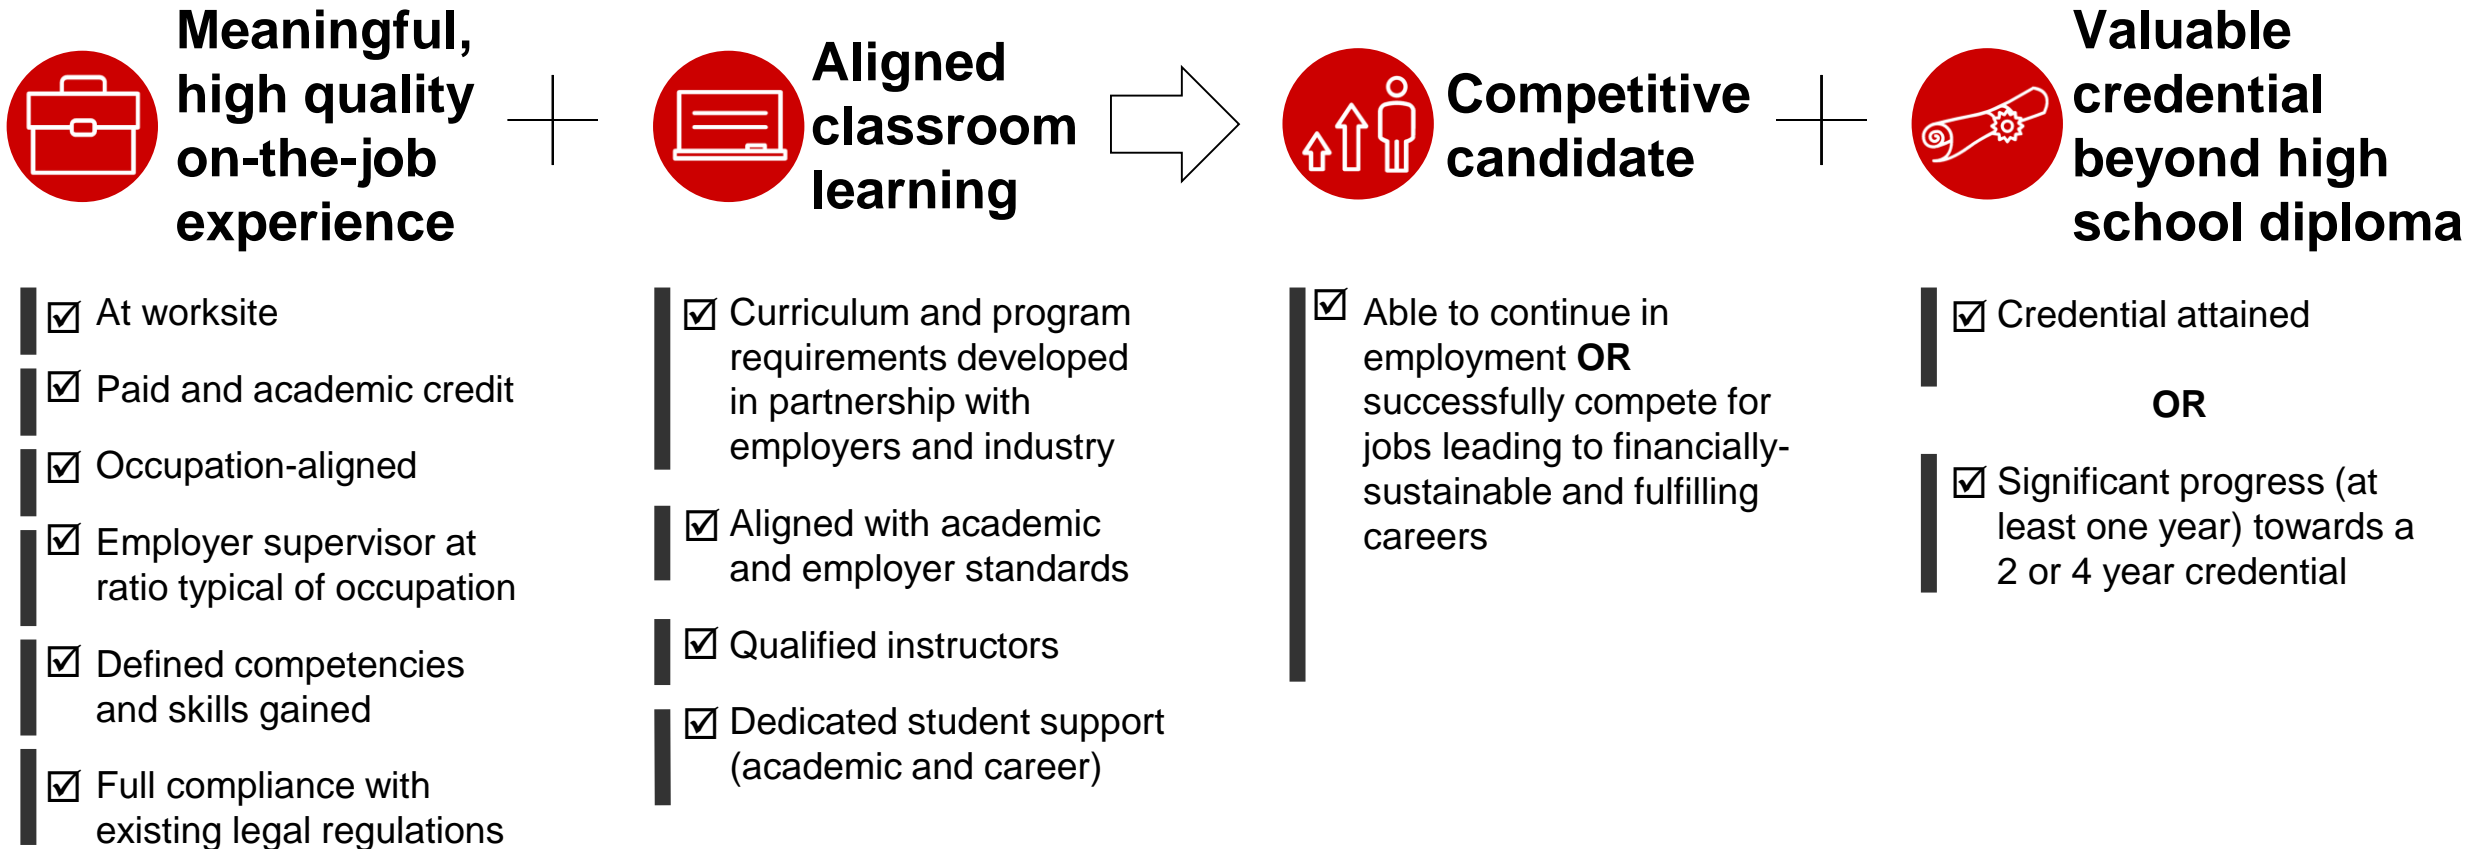 Meaningful,
high quality
on-the-job
experience
☑ At worksite
☑ Paid and academic credit
☑ Occupation-aligned
☑ Employer supervisor at
ratio typical of occupation
☑ Defined competencies
and skills gained
☑ Full compliance with
existing legal regulations
Aligned
classroom
learning
☑ Curriculum and program
requirements developed
in partnership with
employers and industry
☑ Aligned with academic
and employer standards
☑ Qualified instructors
☑ Dedicated student support
(academic and career)
Competitive
candidate
☑ Able to continue in
employment OR
successfully compete for
jobs leading to financially-
sustainable and fulfilling
careers
Valuable
credential
beyond high
school diploma
☑ Credential attained
OR
☑ Significant progress (at
least one year) towards a
2 or 4 year credential